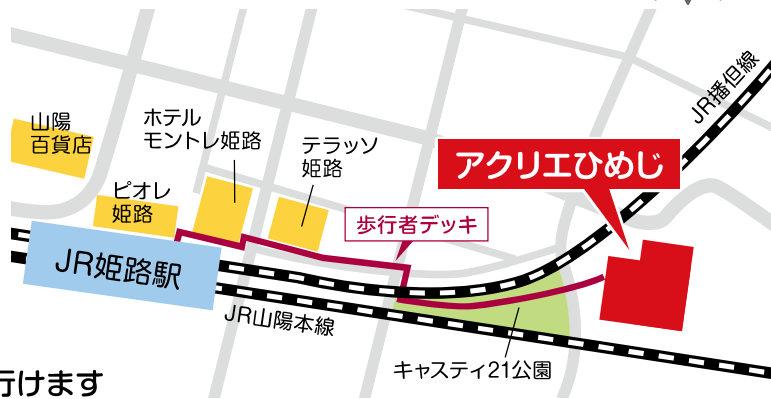 JR播但線
山陽
百貨店
ホテル
モントレ姫路
テラッソ
姫路
アクリエひめじ
ピオレ
姫路
歩行者デッキ
JR姫路駅
JR山陽本線
キャスティ21公園
行けます